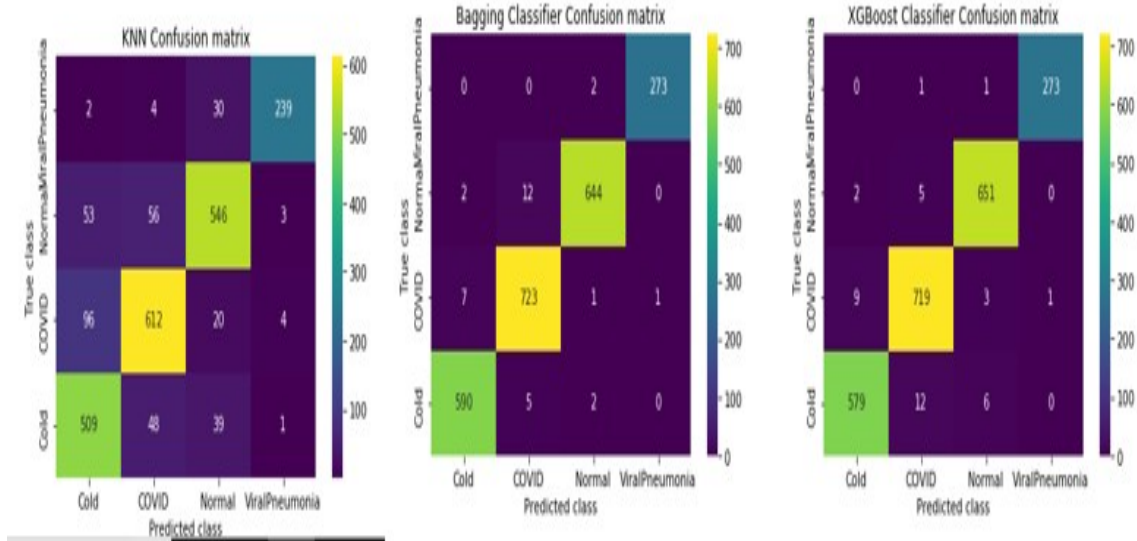 KNN Confusion matrix
ViralPneumonia
Normal
COVID
Cold
True class
2 4 30 239
53 56 546 3
96 612 20 4
509 48 39 1
600
500
400
300
200
100
Cold COVID Normal ViralPneumonia
Predicted class
Bagging Classifier Confusion matrix
ViralPneumonia
Normal
COVID
Cold
True class
0 0 2 273
2 12 644 0
7 723 1 1
590 5 2 0
700
600
500
400
300
200
100
0
Cold COVID Normal ViralPneumonia
Predicted class
XGBoost Classifier Confusion matrix
ViralPneumonia
Normal
COVID
Cold
True class
0 1 1 273
2 5 651 0
9 719 3 1
579 12 6 0
700
600
500
400
300
200
100
0
Cold COVID Normal ViralPneumonia
Predicted class